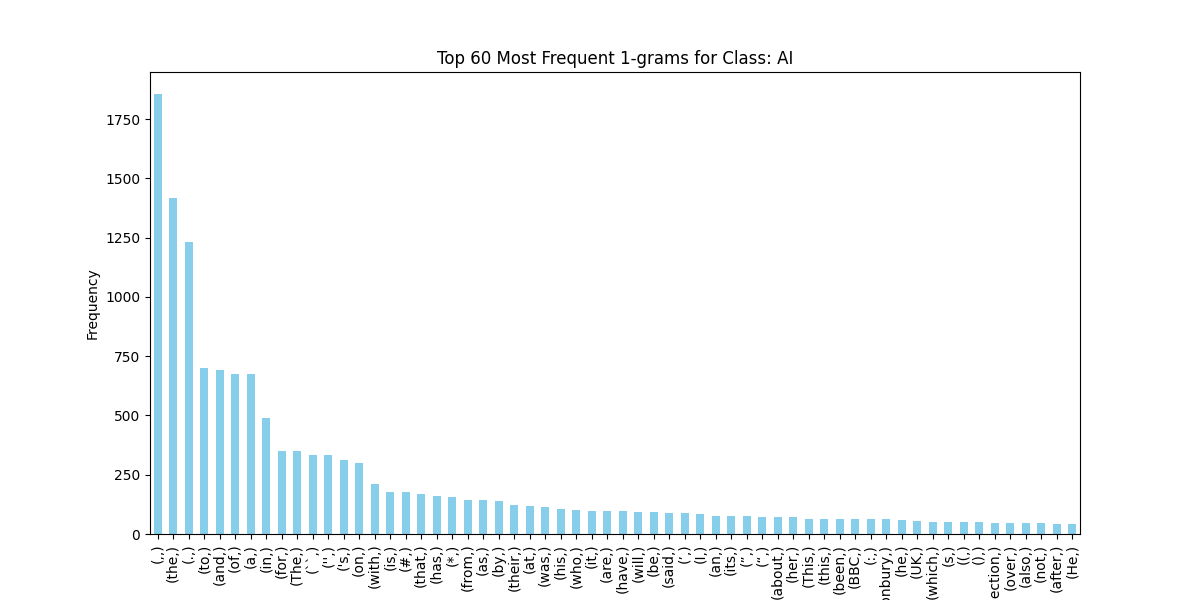 Top 60 Most Frequent 1-grams for Class: AI
Frequency
1750
1500
1250
1000
750
500
250
0
(,,)
(the,)
(.,)
(to,)
(and,)
(of,)
(a,)
(in,)
(for,)
(The,)
(``,)
('',)
('s,)
(on,)
(with,)
(is,)
(#,)
(that,)
(has,)
(*,)
(from,)
(as,)
(by,)
(their,)
(at,)
(was,)
(his,)
(who,)
(it,)
(are,)
(have,)
(will,)
(be,)
(said,)
(’,)
(I,)
(an,)
(its,)
(”,)
(“,)
(about,)
(her,)
(This,)
(this,)
(been,)
(BBC,)
(:,)
onbury,)
(he,)
(UK,)
(which,)
(s,)
((,)
(),)
ection,)
(over,)
(also,)
(not,)
(after,)
(He,)